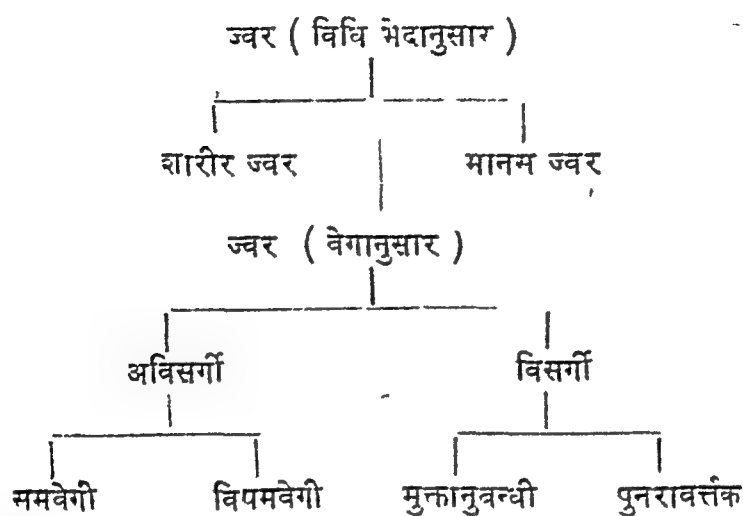 ज्वर ( विधि भेदानुसार )
शारीर ज्वर मानस ज्वर
ज्वर ( वेगानुसार )
अविसर्गी विसर्गी
समवेगी विषमवेगी मुक्तानुबन्धी पुनरावर्त्तक